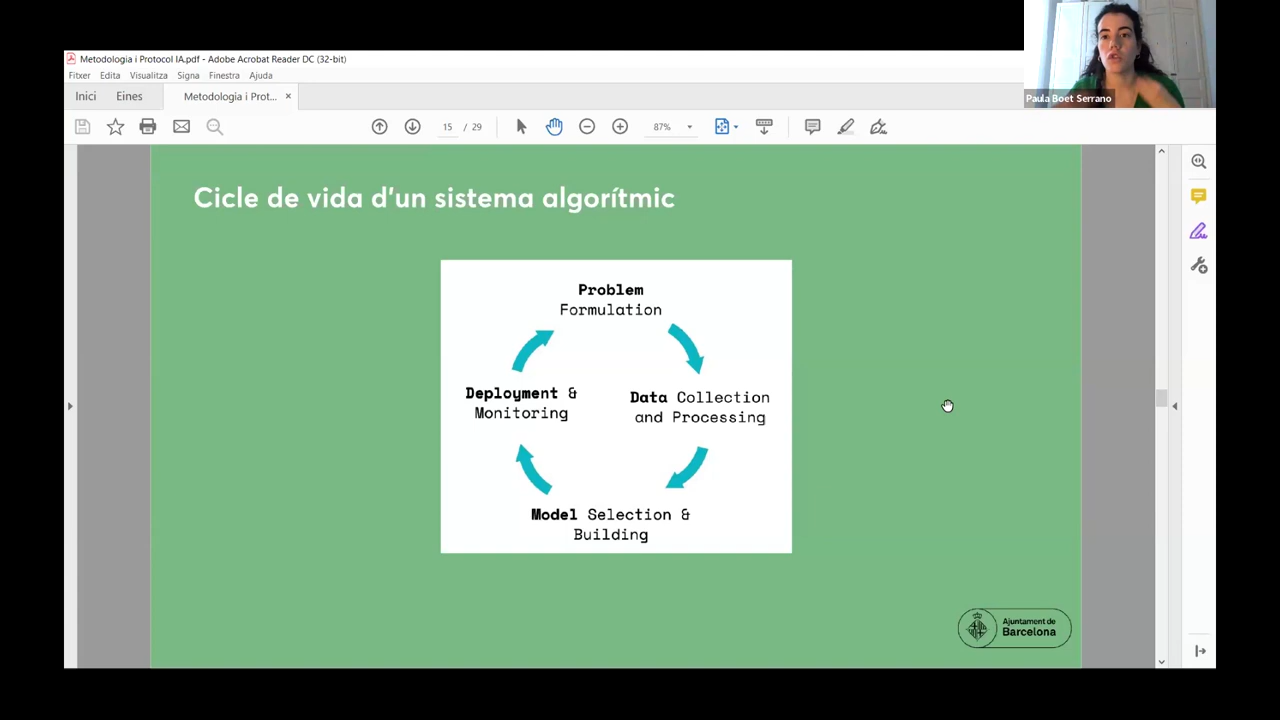 Metodologia i Protocol IA.pdf - Adobe Acrobat Reader DC (32-bit)
Fitxer Edita Visualitza Signa Finestra Ajuda
Inici Eines Metodologia i Prot... ×
15 / 29 87%
Paula Boet Serrano
Cicle de vida d'un sistema algorítmic
Problem
Formulation
Deployment &
Monitoring
Data Collection
and Processing
Model Selection &
Building
Ajuntament de
Barcelona